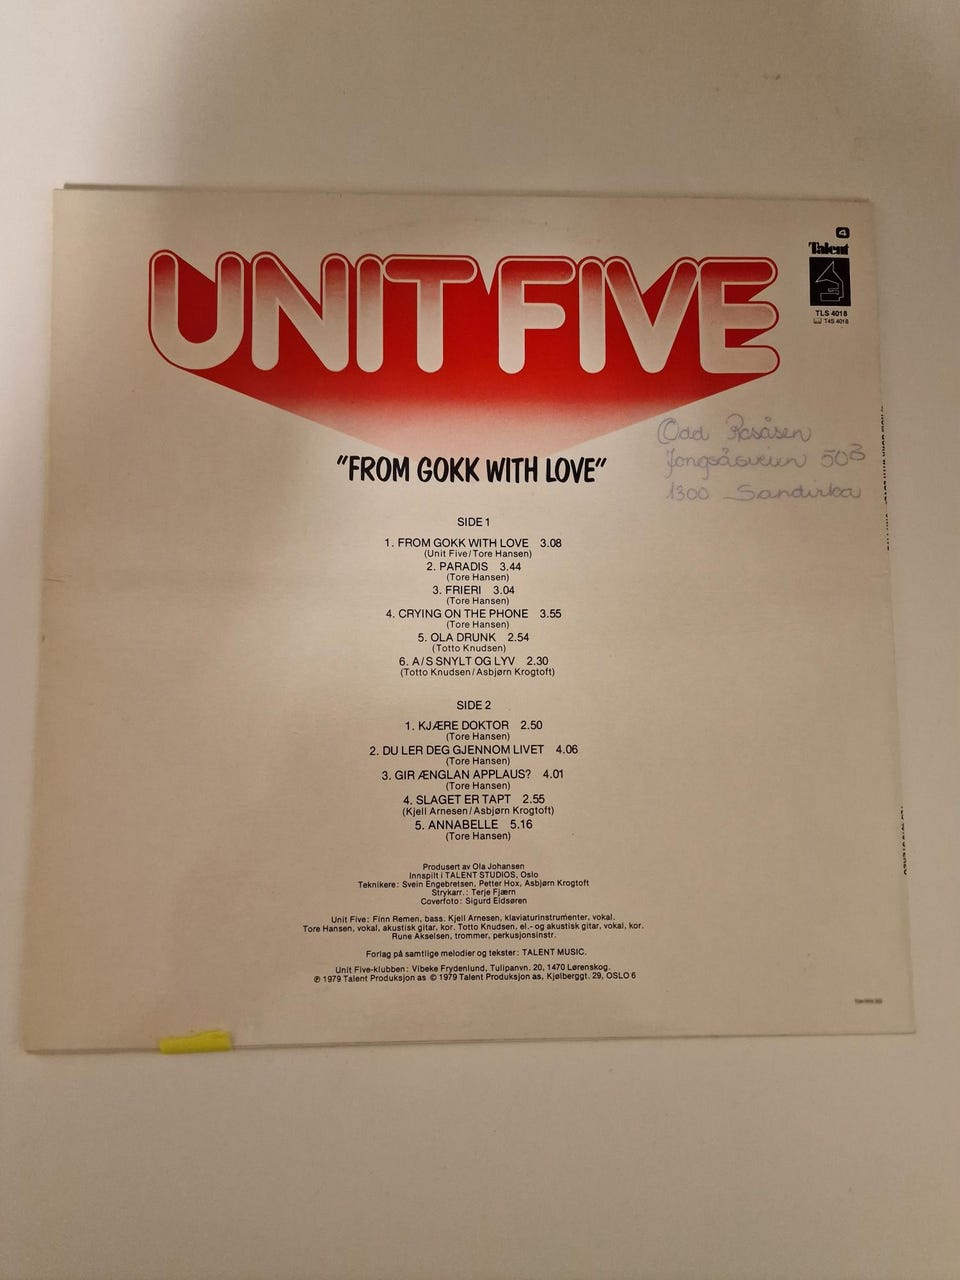 4
Talent
TLS 4018
T4S 4018
UNIT FIVE
"FROM GOKK WITH LOVE"
Odd
Jongsåsveien 50B
1300 Sandvika
SIDE 1
1. FROM GOKK WITH LOVE 3.08
(Unit Five/Tore Hansen)
2. PARADIS 3.44
(Tore Hansen)
3. FRIERI 3.04
(Tore Hansen)
4. CRYING ON THE PHONE 3.55
(Tore Hansen)
5. OLA DRUNK 2.54
(Totto Knudsen)
6. A/S SNYLT OG LYV 2.30
(Totto Knudsen/Asbjørn Krogtoft)
SIDE 2
1. KJÆRE DOKTOR 2.50
(Tore Hansen)
2. DU LER DEG GJENNOM LIVET 4.06
(Tore Hansen)
3. GIR ÆNGLAN APPLAUS? 4.01
(Tore Hansen)
4. SLAGET ER TAPT 2.55
(Kjell Arnesen/Asbjørn Krogtoft)
5. ANNABELLE 5.16
(Tore Hansen)
Produsert av Ola Johansen
Innspilt i TALENT STUDIOS, Oslo
Teknikere: Svein Engebretsen, Petter Hox, Asbjørn Krogtoft
Strykarr.: Terje Fjærn
Coverfoto: Sigurd Eidsøren
Unit Five: Finn Remen, bass. Kjell Arnesen, klaviaturinstrumenter, vokal.
Tore Hansen, vokal, akustisk gitar, kor. Totto Knudsen, el.- og akustisk gitar, vokal, kor.
Rune Akselsen, trommer, perkusjonsinstr.
Forlag på samtlige melodier og tekster: TALENT MUSIC.
Unit Five-klubben: Vibeke Frydenlund, Tulipanvn. 20, 1470 Lørenskog.
℗ 1979 Talent Produksjon as © 1979 Talent Produksjon as, Kjølberggt. 29, OSLO 6